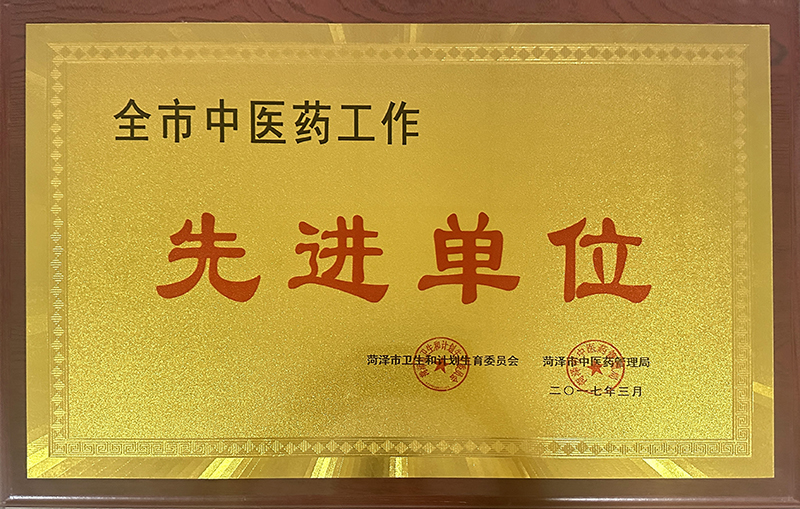 全市中医药工作
先进单位
菏泽市卫生和计划生育委员会 菏泽市中医药管理局
二〇一七年三月